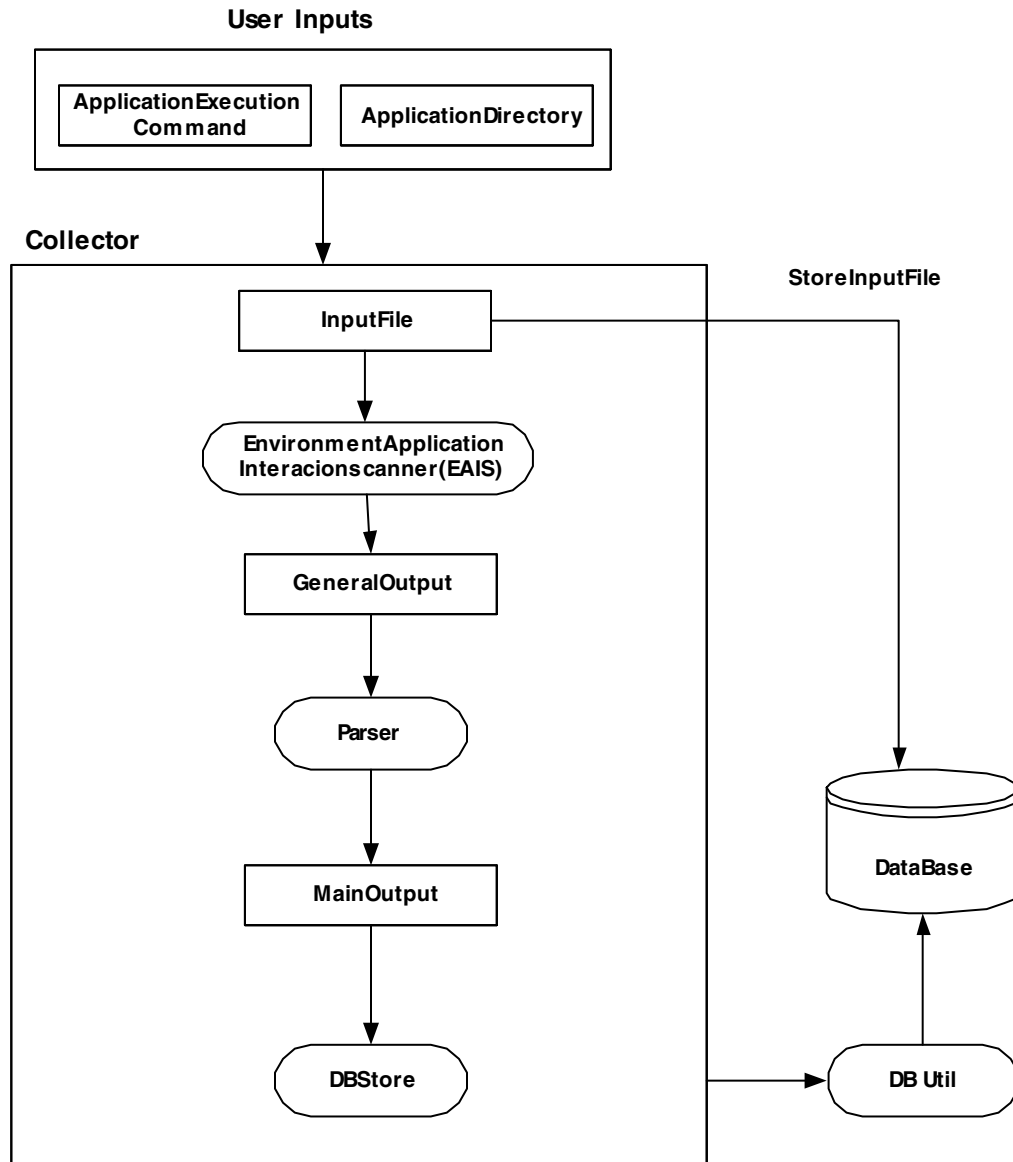 User Inputs
ApplicationExecution
Command
ApplicationDirectory
Collector
StoreInputFile
InputFile
EnvironmentApplication
Interacionscanner(EAIS)
GeneralOutput
Parser
DataBase
MainOutput
DBStore
DB Util